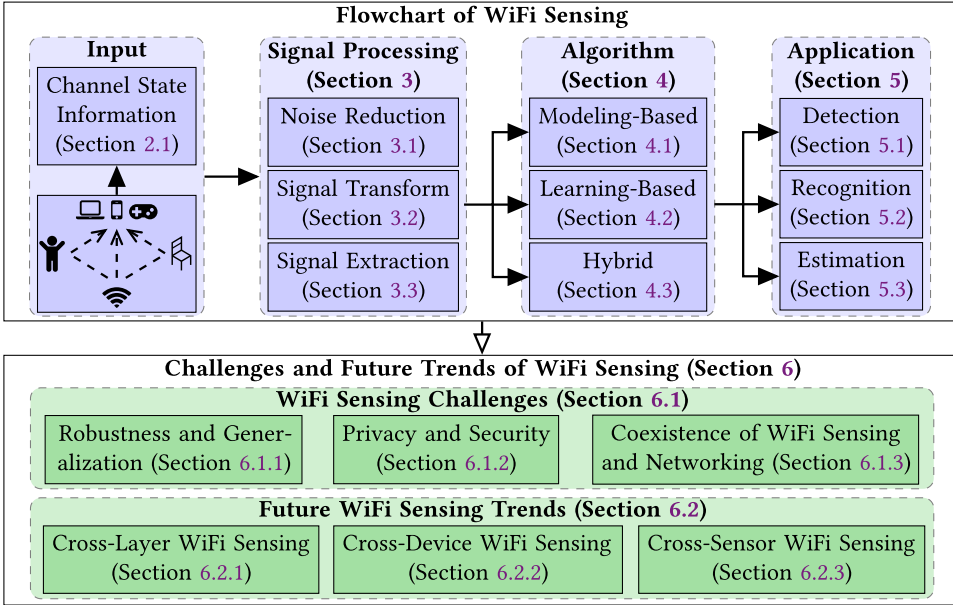 Flowchart of WiFi Sensing
Input
Channel State
Information
(Section 2.1)
Signal Processing
(Section 3)
Noise Reduction
(Section 3.1)
Signal Transform
(Section 3.2)
Signal Extraction
(Section 3.3)
Algorithm
(Section 4)
Modeling-Based
(Section 4.1)
Learning-Based
(Section 4.2)
Hybrid
(Section 4.3)
Application
(Section 5)
Detection
(Section 5.1)
Recognition
(Section 5.2)
Estimation
(Section 5.3)
Challenges and Future Trends of WiFi Sensing (Section 6)
WiFi Sensing Challenges (Section 6.1)
Robustness and Gener-
alization (Section 6.1.1)
Privacy and Security
(Section 6.1.2)
Coexistence of WiFi Sensing
and Networking (Section 6.1.3)
Future WiFi Sensing Trends (Section 6.2)
Cross-Layer WiFi Sensing
(Section 6.2.1)
Cross-Device WiFi Sensing
(Section 6.2.2)
Cross-Sensor WiFi Sensing
(Section 6.2.3)